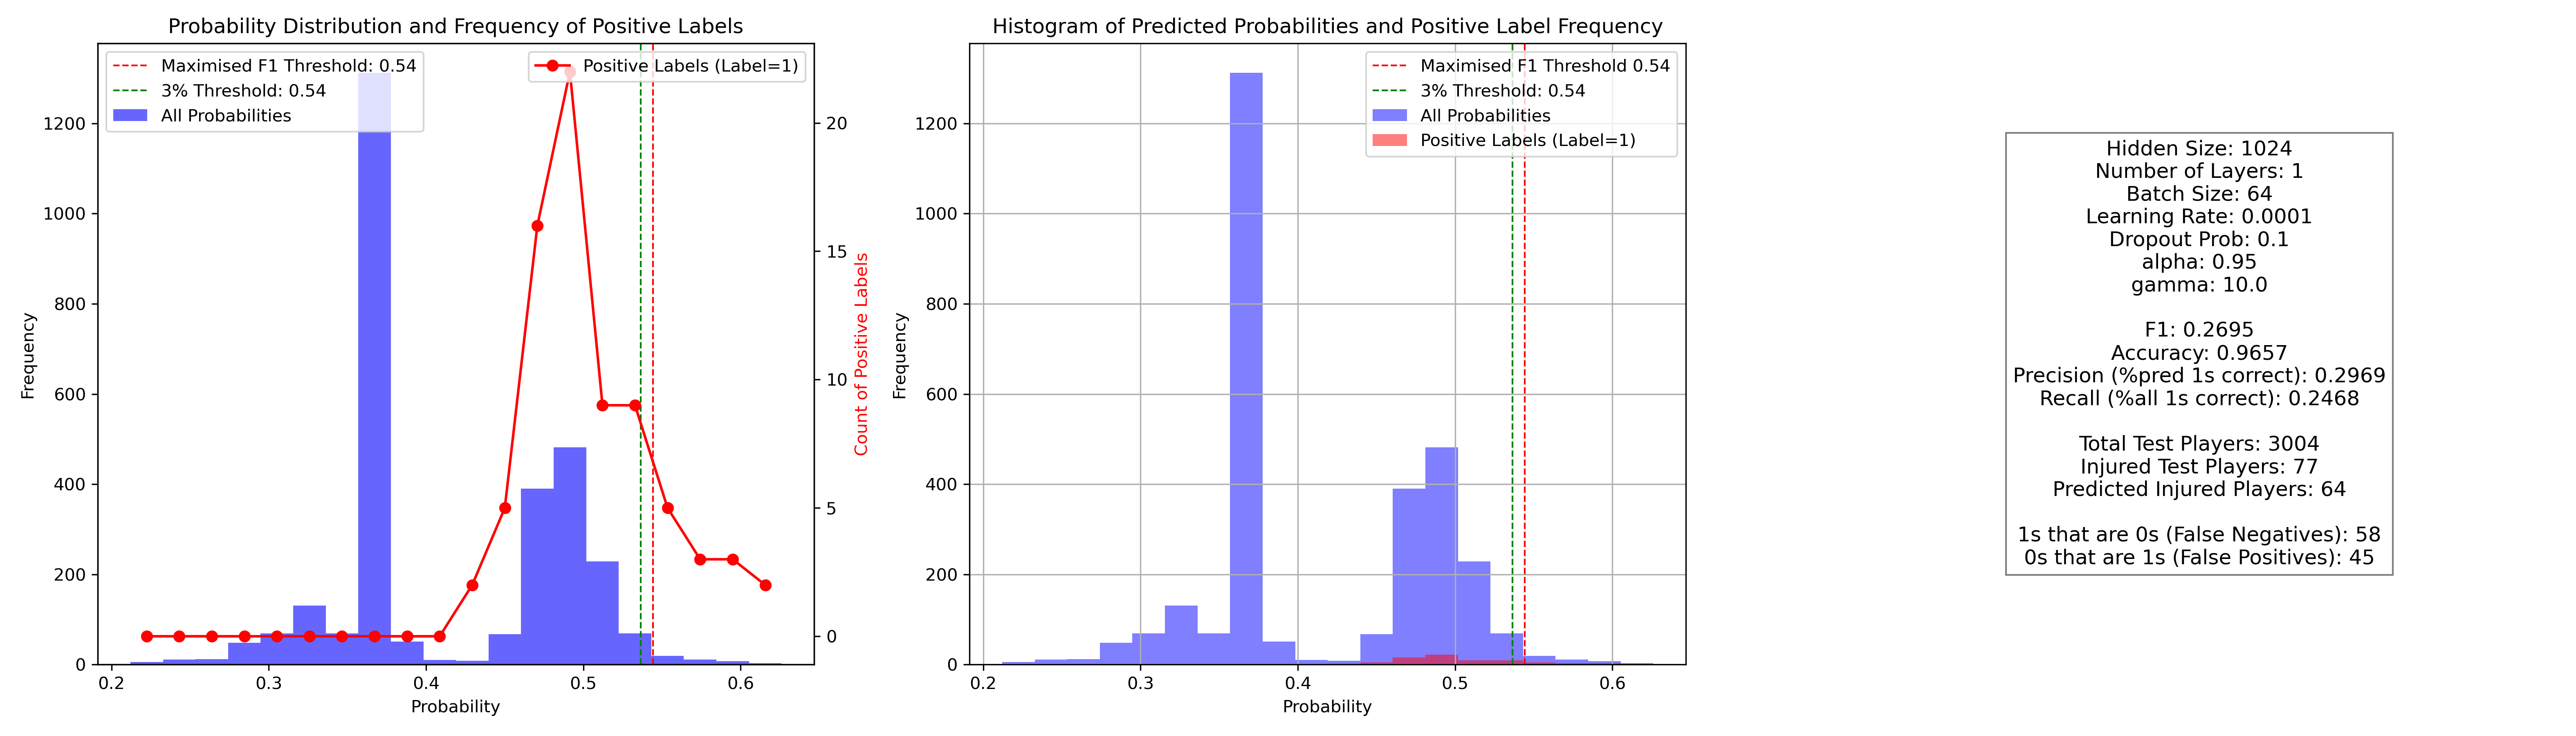 Probability Distribution and Frequency of Positive Labels
Maximised F1 Threshold: 0.54
3% Threshold: 0.54
All Probabilities
Positive Labels (Label=1)
1200
1000
800
600
400
200
0
Frequency
20
15
10
5
0
Count of Positive Labels
0.2
0.3
0.4
0.5
0.6
Probability
Histogram of Predicted Probabilities and Positive Label Frequency
Maximised F1 Threshold 0.54
3% Threshold: 0.54
All Probabilities
Positive Labels (Label=1)
1200
1000
800
600
400
200
0
Frequency
0.2
0.3
0.4
0.5
0.6
Probability
Hidden Size: 1024
Number of Layers: 1
Batch Size: 64
Learning Rate: 0.0001
Dropout Prob: 0.1
alpha: 0.95
gamma: 10.0
F1: 0.2695
Accuracy: 0.9657
Precision (%pred 1s correct): 0.2969
Recall (%all 1s correct): 0.2468
Total Test Players: 3004
Injured Test Players: 77
Predicted Injured Players: 64
1s that are 0s (False Negatives): 58
0s that are 1s (False Positives): 45